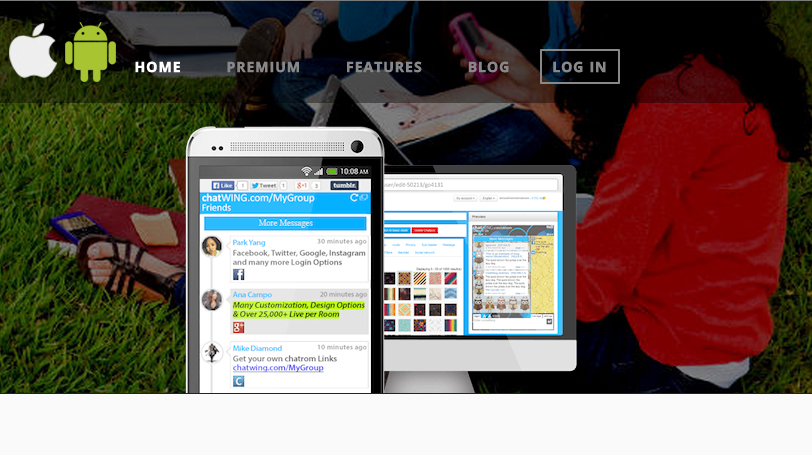 HOME PREMIUM FEATURES BLOG LOG IN
10:08 AM
Like 1 Tweet 1 +1 3 tumblr.
chatWING.com/MyGroup
Friends
More Messages
Park Yang 30 minutes ago
Facebook, Twitter, Google, Instagram
and many more Login Options
Ana Campo 20 minutes ago
Many Customization, Design Options
& Over 25,000+ Live per Room
Mike Diamond 10 minutes ago
Get your own chatrom Links
chatwing.com/MyGroup